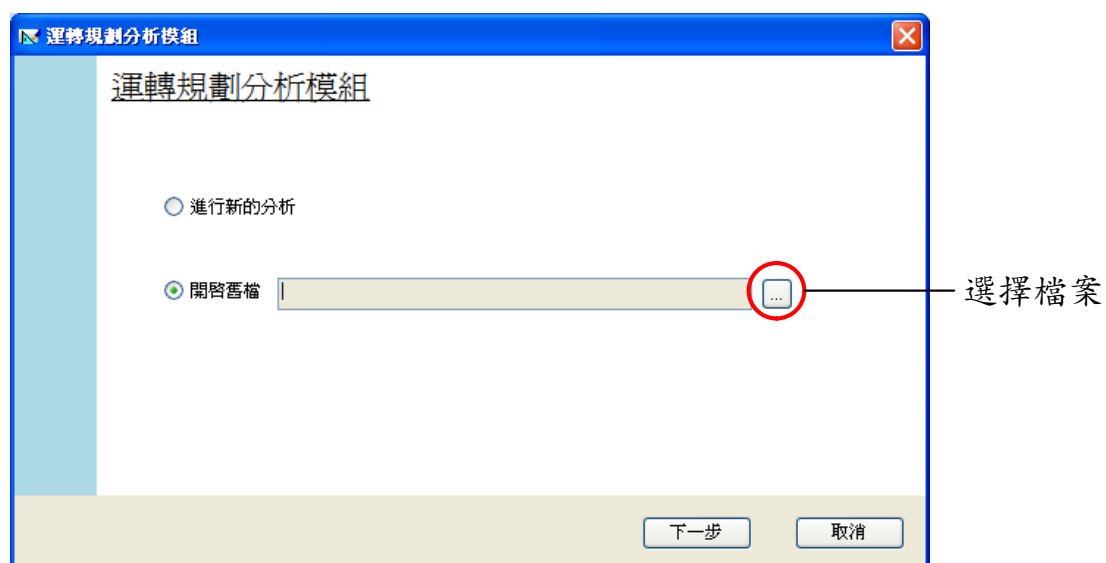 運轉規劃分析模組
運轉規劃分析模組
進行新的分析
開啓舊檔
...
選擇檔案
下一步
取消